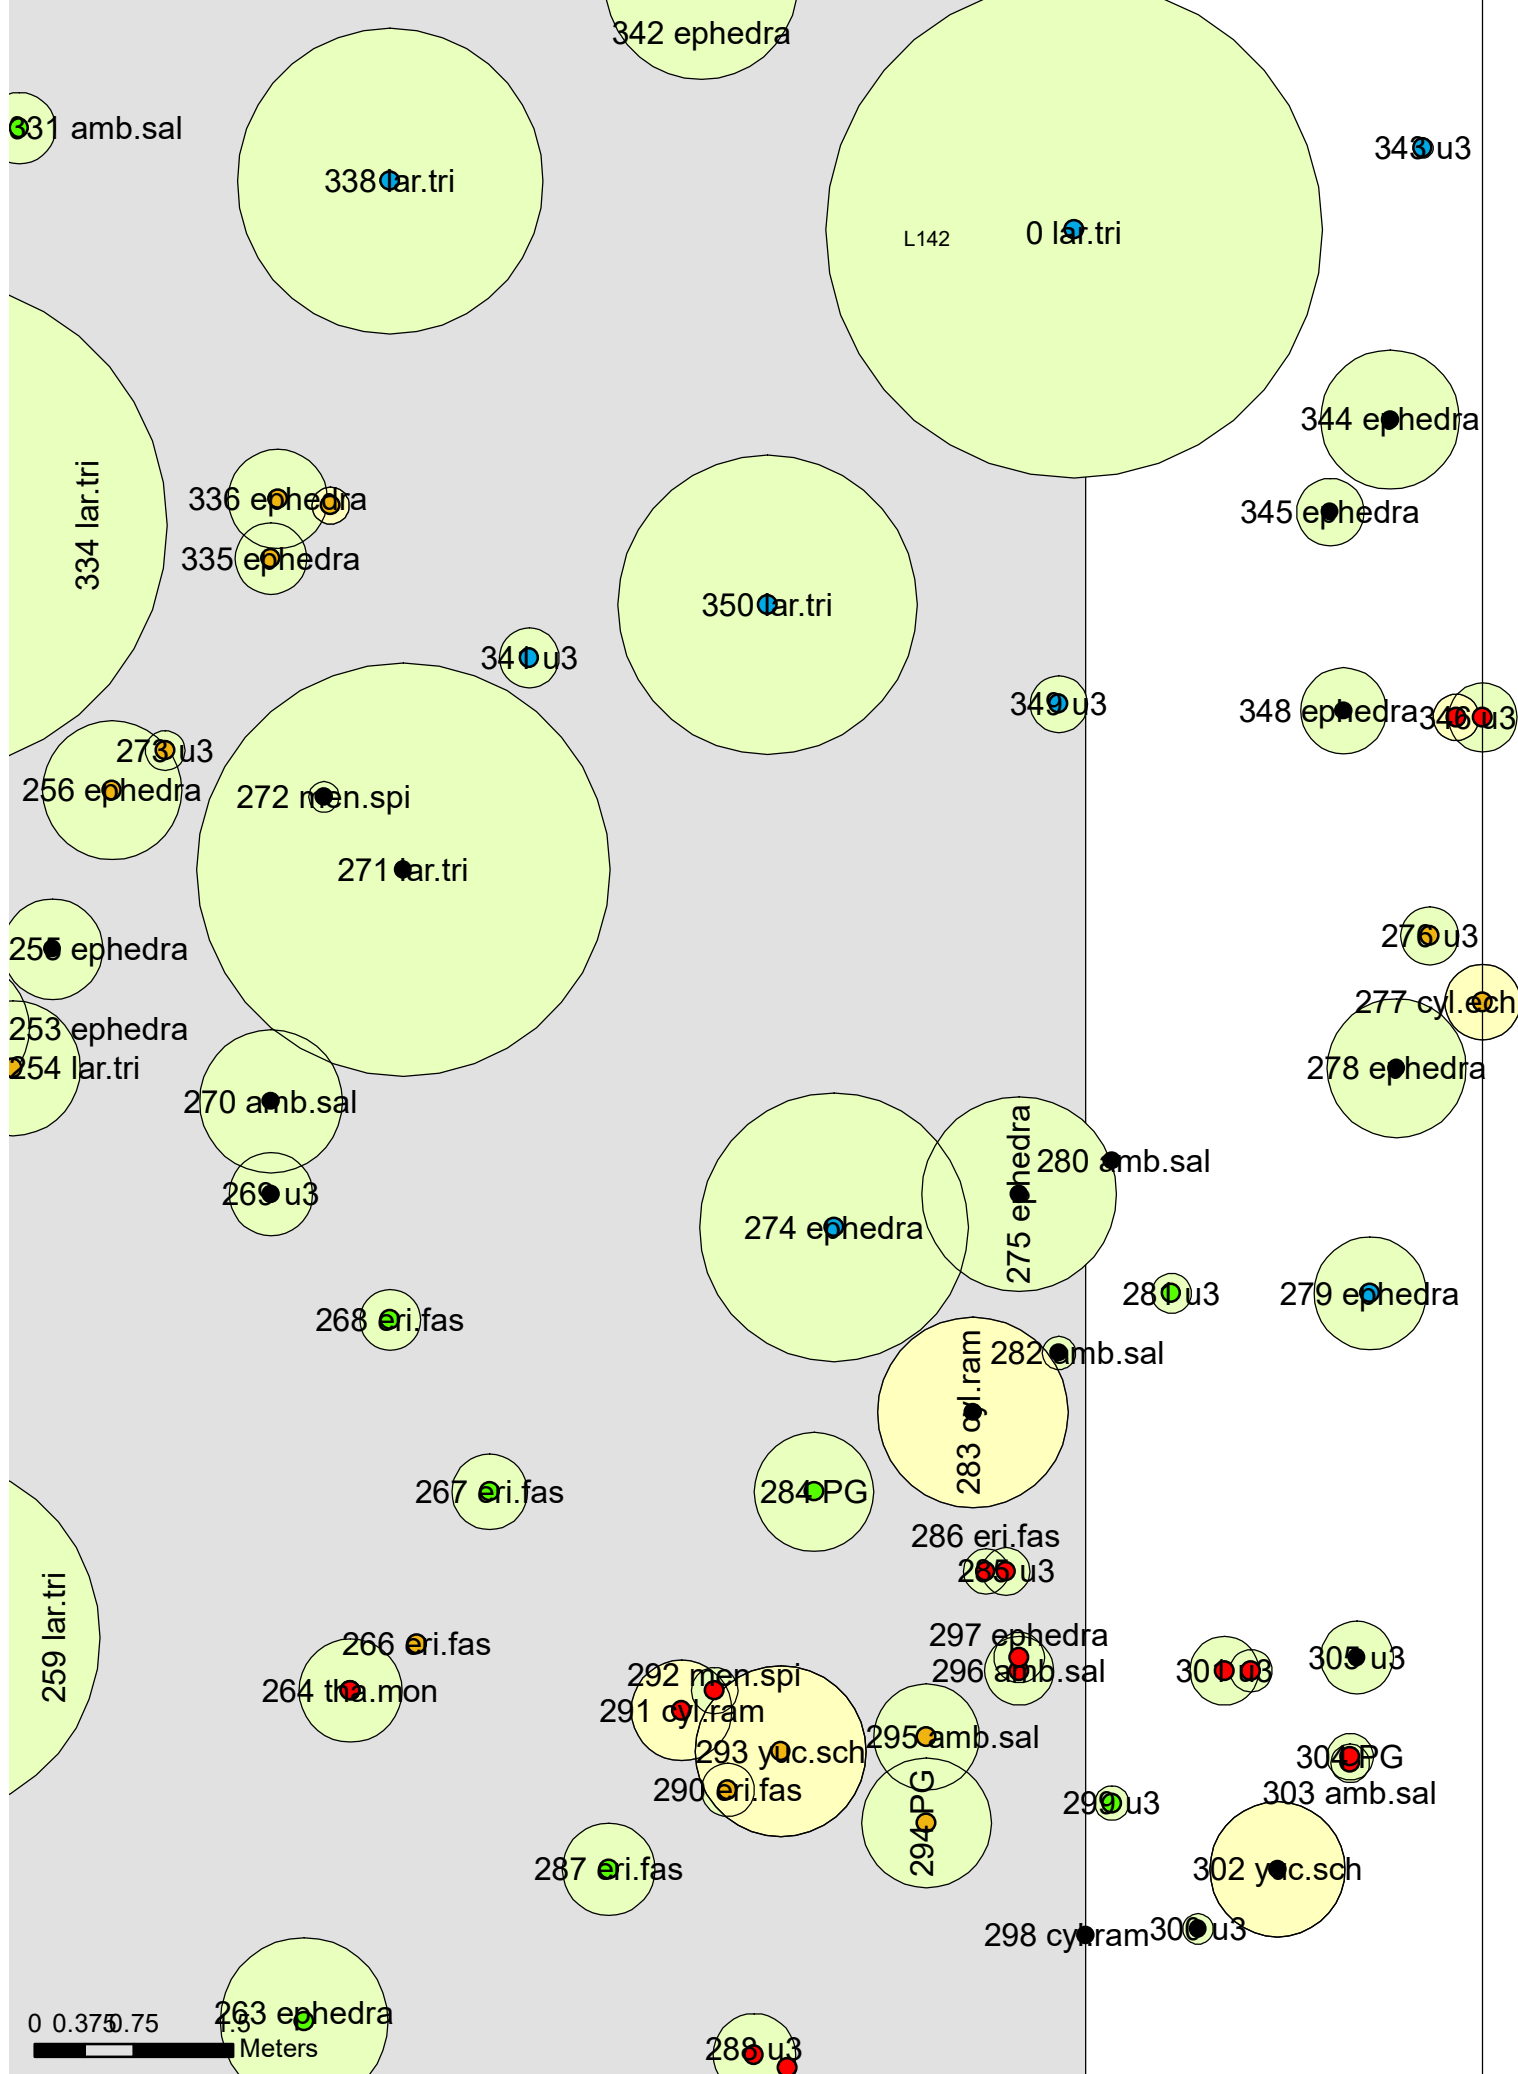 342 ephedra
331 amb.sal
343 u3
338 lar.tri
0 lar.tri
L142
344 ephedra
336 ephedra
345 ephedra
334 lar.tri
335 ephedra
350 lar.tri
341 u3
349 u3
348 ephedra
346 u3
273 u3
256 ephedra
272 men.spi
271 lar.tri
276 u3
255 ephedra
277 cyl.ech
253 ephedra
254 lar.tri
278 ephedra
270 amb.sal
280 amb.sal
275 ephedra
269 u3
274 ephedra
281 u3
279 ephedra
268 eri.fas
282 amb.sal
283 cyl.ram
267 eri.fas
284 PG
286 eri.fas
285 u3
259 lar.tri
297 ephedra
266 eri.fas
305 u3
296 amb.sal
301 u3
292 men.spi
264 tha.mon
291 cyl.ram
295 amb.sal
293 yuc.sch
304 PG
290 eri.fas
303 amb.sal
299 u3
294 PG
287 eri.fas
302 yuc.sch
300 u3
298 cyl.ram
263 ephedra
0 0.375 0.75 1.5
Meters
288 u3